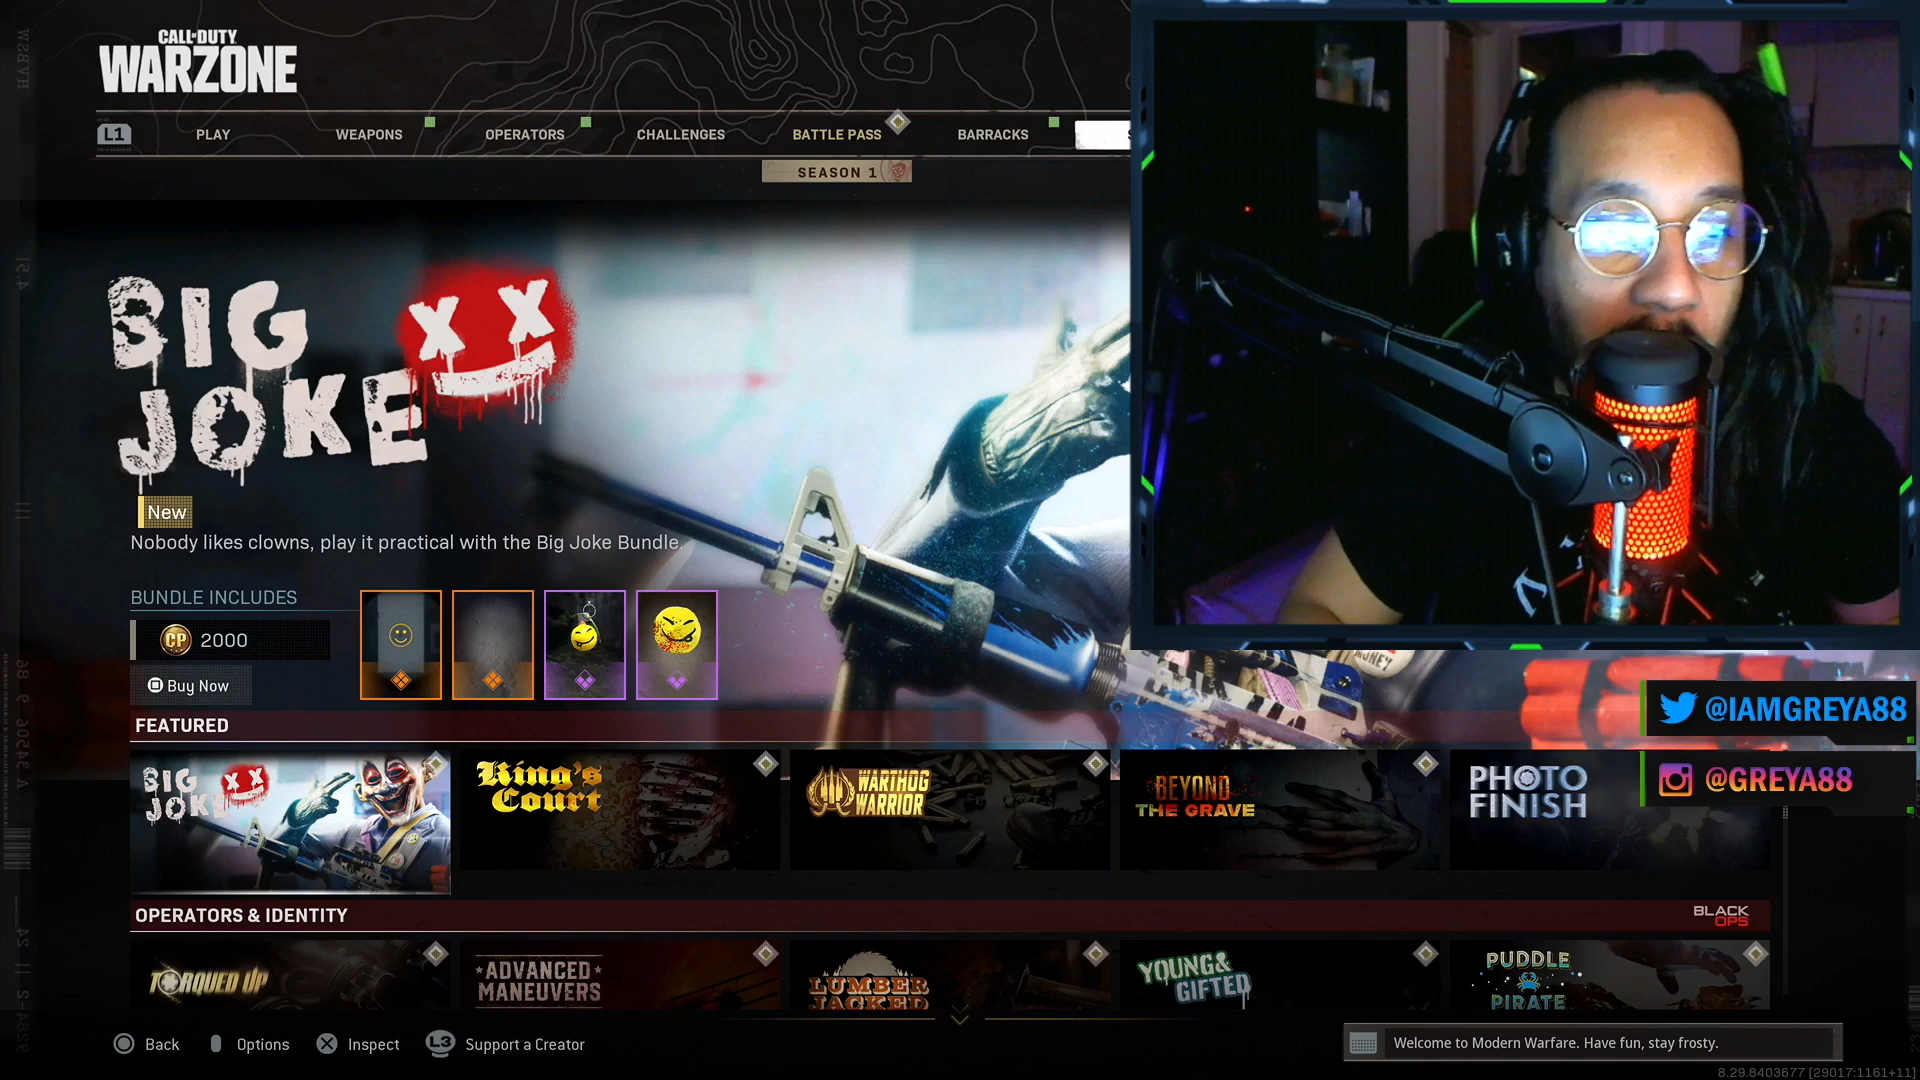 CALL OF DUTY
WARZONE
L1
PLAY
WEAPONS
OPERATORS
CHALLENGES
BATTLE PASS
BARRACKS
SEASON 1
BIG
JOKE
New
Nobody likes clowns, play it practical with the Big Joke Bundle.
BUNDLE INCLUDES
CP 2000
Buy Now
@IAMGREYA88
@GREYA88
FEATURED
BIG
JOKE
King's
Court
WARTHOG
WARRIOR
BEYOND
THE GRAVE
PHOTO
FINISH
OPERATORS & IDENTITY
BLACK
OPS
TORQUED UP
ADVANCED
MANEUVERS
LUMBER
JACKED
YOUNG&
GIFTED
PUDDLE
PIRATE
Back
Options
Inspect
L3 Support a Creator
Welcome to Modern Warfare. Have fun, stay frosty.
8.29.8403677 [29017:1161+11]